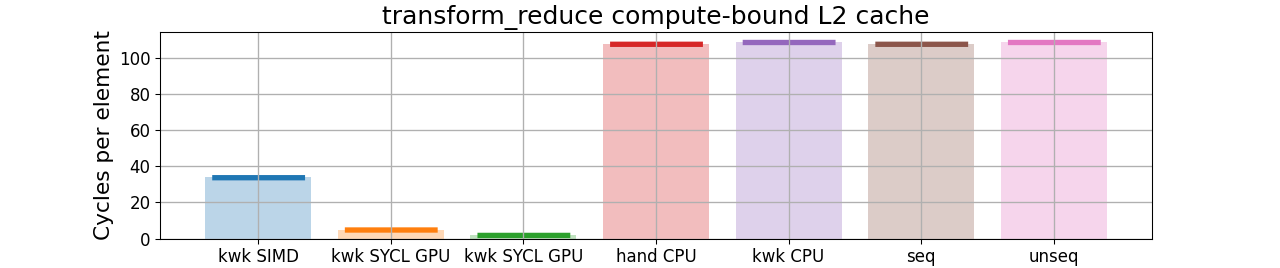 transform_reduce compute-bound L2 cache
Cycles per element
100
80
60
40
20
0
kwk SIMD kwk SYCL GPU kwk SYCL GPU hand CPU kwk CPU seq unseq